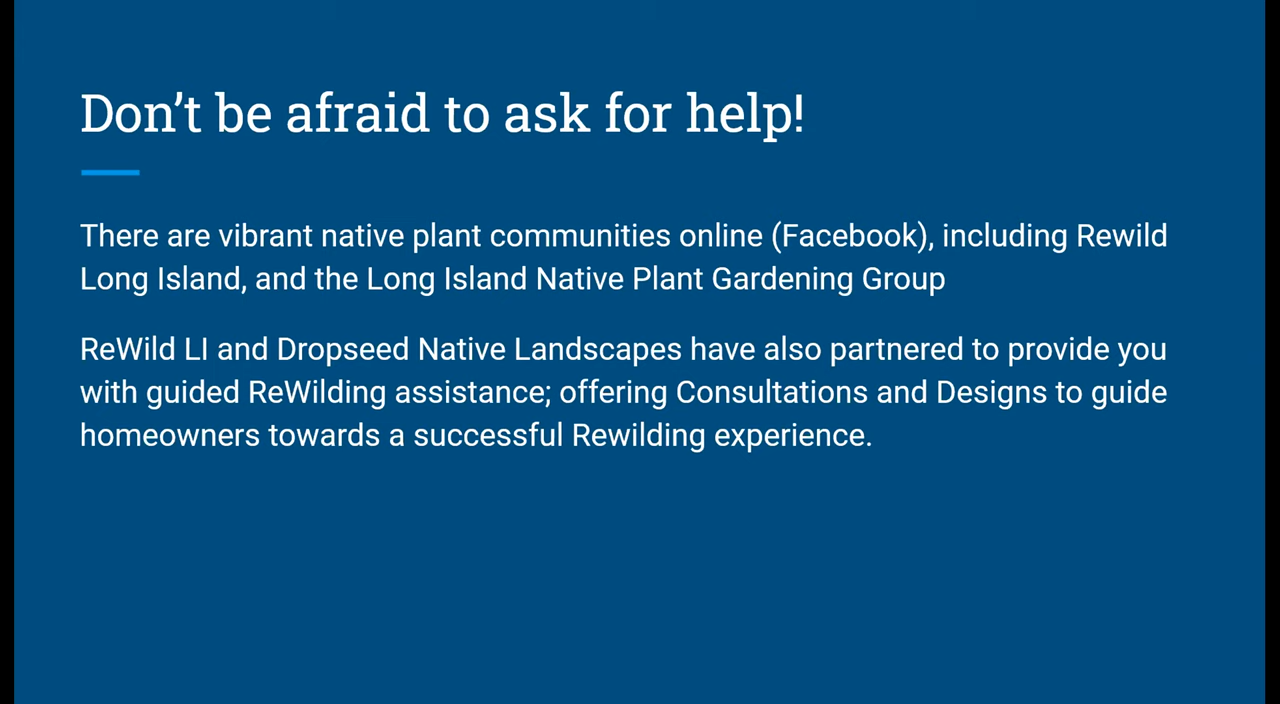 Don’t be afraid to ask for help!
There are vibrant native plant communities online (Facebook), including Rewild
Long Island, and the Long Island Native Plant Gardening Group
ReWild LI and Dropseed Native Landscapes have also partnered to provide you
with guided ReWilding assistance; offering Consultations and Designs to guide
homeowners towards a successful Rewilding experience.